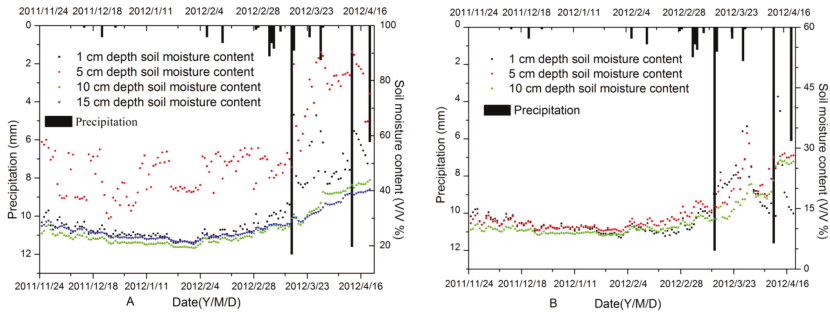 2011/11/24 2011/12/18 2012/1/11 2012/2/4 2012/2/28 2012/3/23 2012/4/16
0 2 4 6 8 10 12
Precipitation (mm)
1 cm depth soil moisture content
5 cm depth soil moisture content
10 cm depth soil moisture content
15 cm depth soil moisture content
Precipitation
100 80 60 40 20
Soil moisture content (V/V %)
2011/11/24 2011/12/18 2012/1/11 2012/2/4 2012/2/28 2012/3/23 2012/4/16
A Date(Y/M/D)
2011/11/24 2011/12/18 2012/1/11 2012/2/4 2012/2/28 2012/3/23 2012/4/16
0 2 4 6 8 10 12
Precipitation (mm)
1 cm depth soil moisture content
5 cm depth soil moisture content
10 cm depth soil moisture content
Precipitation
60 45 30 15 0
Soil moisture content (V/V %)
2011/11/24 2011/12/18 2012/1/11 2012/2/4 2012/2/28 2012/3/23 2012/4/16
B Date(Y/M/D)